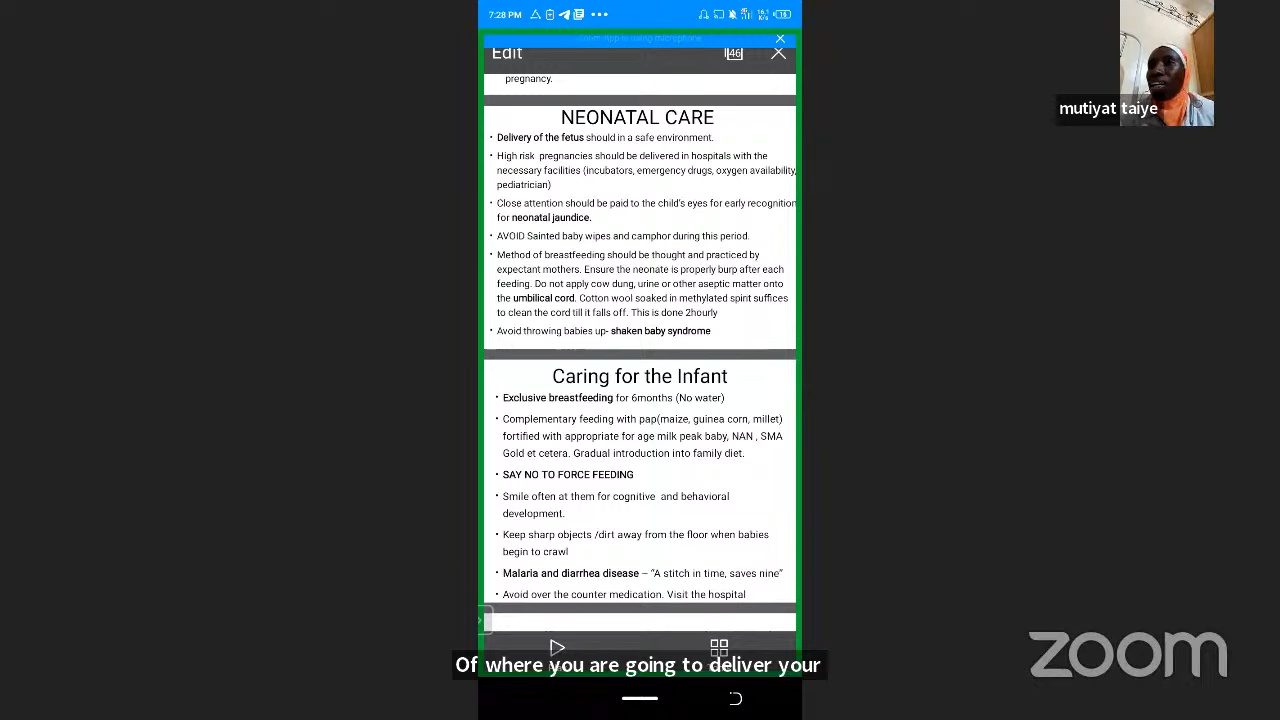 7:28 PM
16.1
K/s
16
Zoom App is using microphone
Edit
46
pregnancy.
NEONATAL CARE
• Delivery of the fetus should in a safe environment.
• High risk pregnancies should be delivered in hospitals with the
necessary facilities (incubators, emergency drugs, oxygen availability,
pediatrician)
• Close attention should be paid to the child's eyes for early recognition
for neonatal jaundice.
• AVOID Sainted baby wipes and camphor during this period.
• Method of breastfeeding should be thought and practiced by
expectant mothers. Ensure the neonate is properly burp after each
feeding. Do not apply cow dung, urine or other aseptic matter onto
the umbilical cord. Cotton wool soaked in methylated spirit suffices
to clean the cord till it falls off. This is done 2hourly
• Avoid throwing babies up- shaken baby syndrome
Caring for the Infant
• Exclusive breastfeeding for 6months (No water)
• Complementary feeding with pap(maize, guinea corn, millet)
fortified with appropriate for age milk peak baby, NAN , SMA
Gold et cetera. Gradual introduction into family diet.
• SAY NO TO FORCE FEEDING
• Smile often at them for cognitive and behavioral
development.
• Keep sharp objects /dirt away from the floor when babies
begin to crawl
• Malaria and diarrhea disease – "A stitch in time, saves nine"
• Avoid over the counter medication. Visit the hospital
Of where you are going to deliver your
mutiyat taiye
zoom